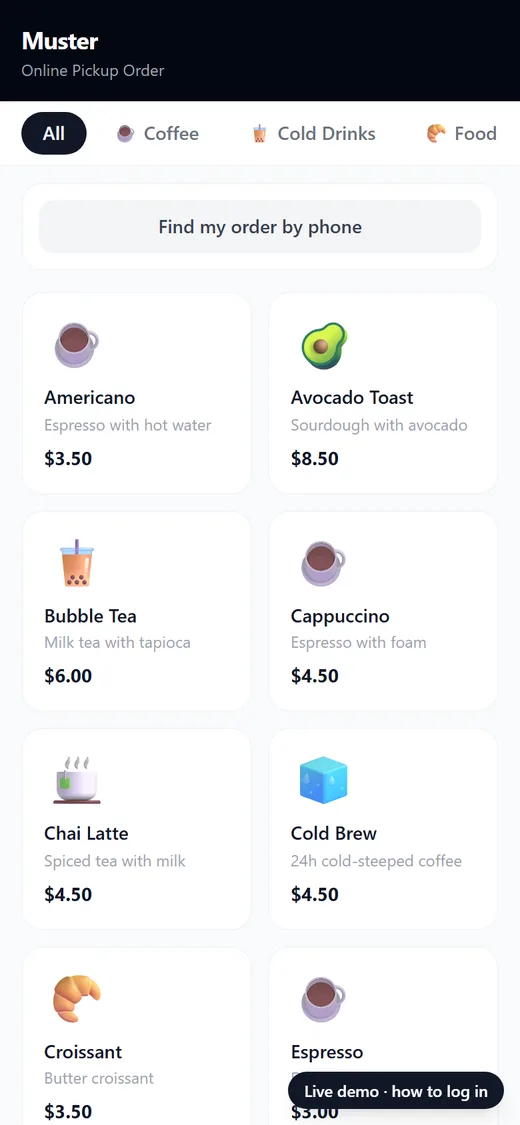 Muster
Online Pickup Order
All
Coffee
Cold Drinks
Food
Find my order by phone
Americano
Espresso with hot water
$3.50
Avocado Toast
Sourdough with avocado
$8.50
Bubble Tea
Milk tea with tapioca
$6.00
Cappuccino
Espresso with foam
$4.50
Chai Latte
Spiced tea with milk
$4.50
Cold Brew
24h cold-steeped coffee
$4.50
Croissant
Butter croissant
$3.50
Espresso
$3.00
Live demo · how to log in